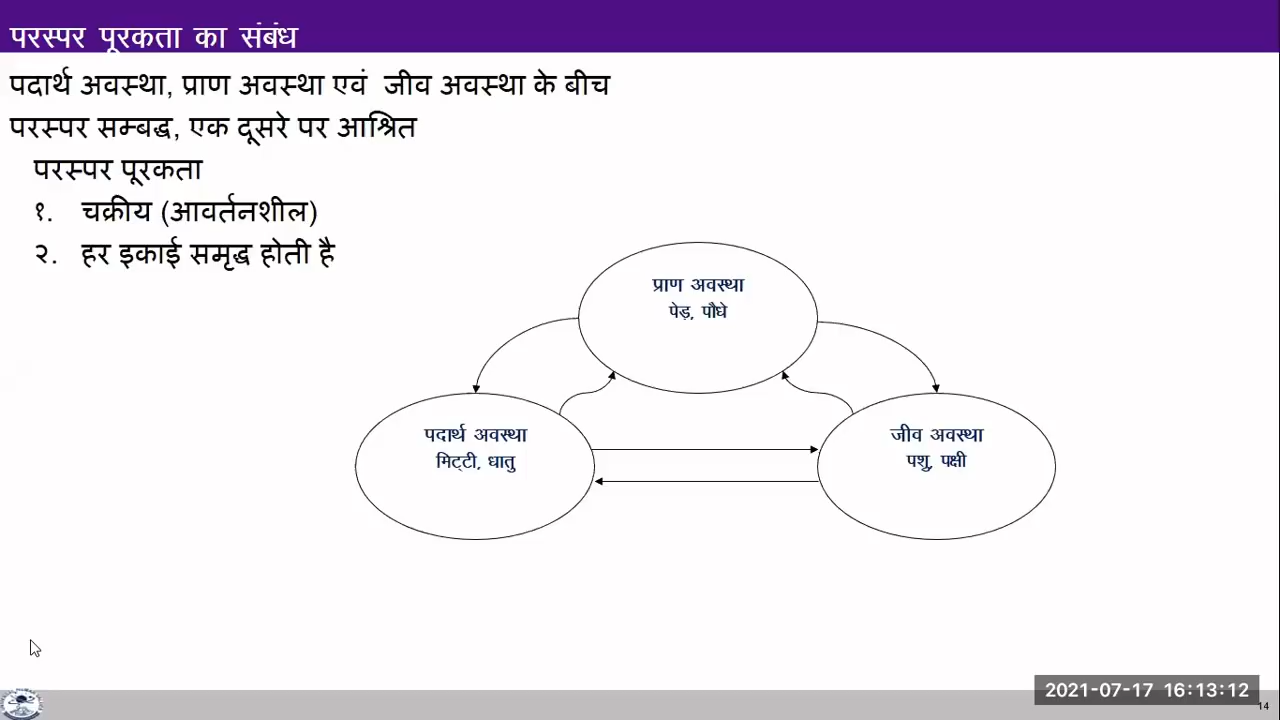 परस्पर पूरकता का संबंध
पदार्थ अवस्था, प्राण अवस्था एवं जीव अवस्था के बीच
परस्पर सम्बद्ध, एक दूसरे पर आश्रित
परस्पर पूरकता
१. चक्रीय (आवर्तनशील)
२. हर इकाई समृद्ध होती है
प्राण अवस्था
पेड़, पौधे
पदार्थ अवस्था
मिट्टी, धातु
जीव अवस्था
पशु, पक्षी
2021-07-17 16:13:12
14